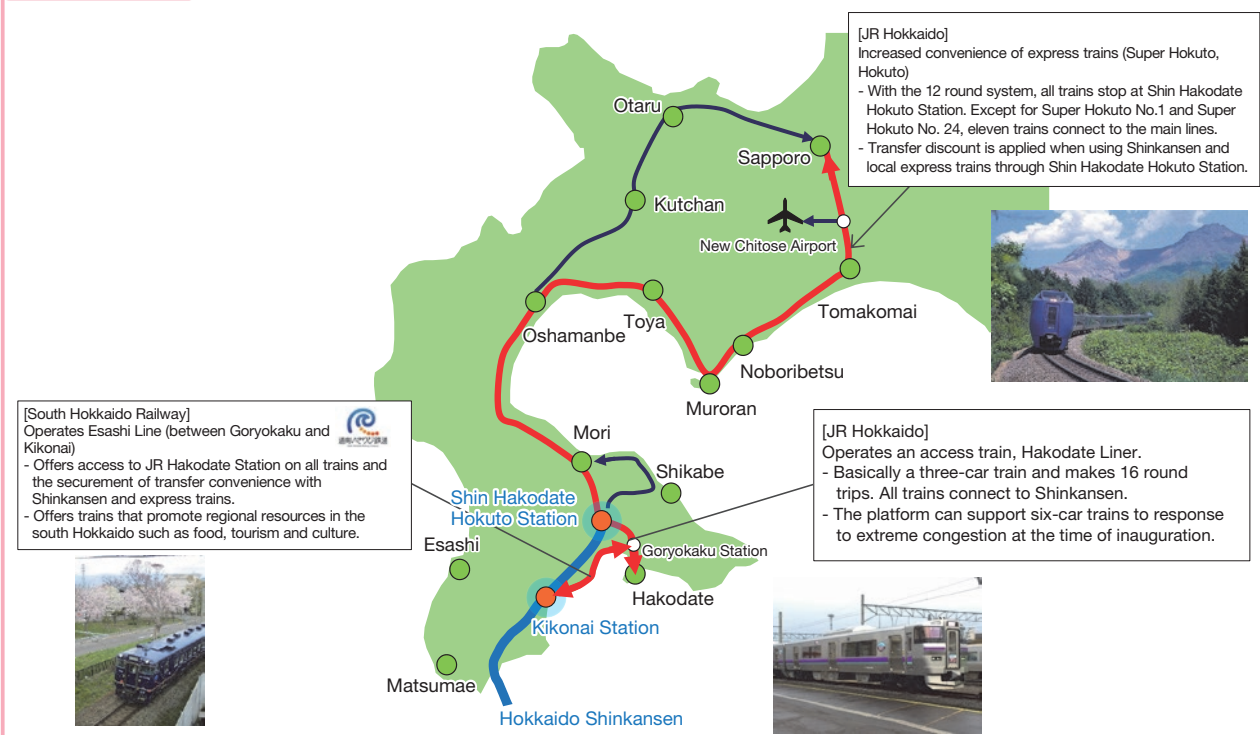 [JR Hokkaido]
Increased convenience of express trains (Super Hokuto,
Hokuto)
- With the 12 round system, all trains stop at Shin Hakodate
Hokuto Station. Except for Super Hokuto No.1 and Super
Hokuto No. 24, eleven trains connect to the main lines.
- Transfer discount is applied when using Shinkansen and
local express trains through Shin Hakodate Hokuto Station.
Otaru
Sapporo
Kutchan
New Chitose Airport
Tomakomai
Toya
Oshamanbe
Noboribetsu
Muroran
[South Hokkaido Railway]
Operates Esashi Line (between Goryokaku and
Kikonai)
- Offers access to JR Hakodate Station on all trains and
the securement of transfer convenience with
Shinkansen and express trains.
- Offers trains that promote regional resources in the
south Hokkaido such as food, tourism and culture.
道南いさりび鉄道
[JR Hokkaido]
Operates an access train, Hakodate Liner.
- Basically a three-car train and makes 16 round
trips. All trains connect to Shinkansen.
- The platform can support six-car trains to response
to extreme congestion at the time of inauguration.
Mori
Shikabe
Shin Hakodate
Hokuto Station
Goryokaku Station
Esashi
Hakodate
Kikonai Station
Matsumae
Hokkaido Shinkansen